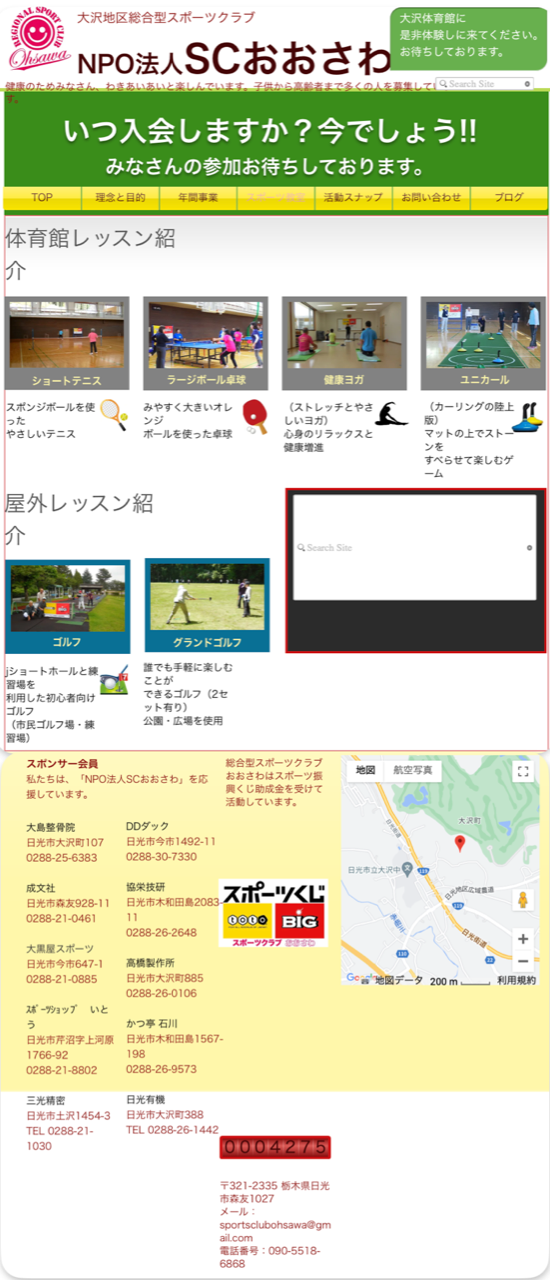 REGIONAL SPORT CLUB
Ohsawa
大沢地区総合型スポーツクラブ
NPO法人SCおおさわ
大沢体育館に
是非体験しに来てください。
お待ちしております。
健康のためみなさん、わきあいあいと楽しんでいます。子供から高齢者まで多くの人を募集して
す。
Search Site
いつ入会しますか？今でしょう!!
みなさんの参加お待ちしております。
TOP
理念と目的
年間事業
スポーツ教室
活動スナップ
お問い合わせ
ブログ
体育館レッスン紹
介
ショートテニス
ラージボール卓球
健康ヨガ
ユニカール
スポンジボールを使
った
やさしいテニス
みやすく大きいオレ
ンジ
ボールを使った卓球
（ストレッチとやさ
しいヨガ）
心身のリラックスと
健康増進
（カーリングの陸上
版）
マットの上でストー
ンを
すべらせて楽しむゲ
ーム
屋外レッスン紹
介
Search Site
ゴルフ
グランドゴルフ
jショートホールと練
習場を
利用した初心者向け
ゴルフ
（市民ゴルフ場・練
習場）
誰でも手軽に楽しむ
ことが
できるゴルフ（2セ
ット有り）
公園・広場を使用
スポンサー会員
私たちは、「NPO法人SCおおさわ」を応
援しています。
大島整骨院
日光市大沢町107
0288-25-6383
成文社
日光市森友928-11
0288-21-0461
大黒屋スポーツ
日光市今市647-1
0288-21-0885
ｽﾎﾟｰﾂｼｮｯﾌﾟ　いと
う
日光市芹沼字上河原
1766-92
0288-21-8802
三光精密
日光市土沢1454-3
TEL 0288-21-
1030
DDダック
日光市今市1492-11
0288-30-7330
協栄技研
日光市木和田島2083-
11
0288-26-2648
高橋製作所
日光市大沢町885
0288-26-0106
かつ亭 石川
日光市木和田島1567-
198
0288-26-9573
日光有機
日光市大沢町388
TEL 0288-26-1442
総合型スポーツクラブ
おおさわはスポーツ振
興くじ助成金を受けて
活動しています。
スポーツくじ
toto
BIG
スポーツクラブ おおさわ
地図
航空写真
大沢町
日光市立大沢中
日光街道
119
日光地区広域農道
赤堀川
119
日光街道
22
Google
地図データ
200 m
利用規約
0004275
〒321-2335 栃木県日光
市森友1027
メール：
sportsclubohsawa@gm
ail.com
電話番号：090-5518-
6868